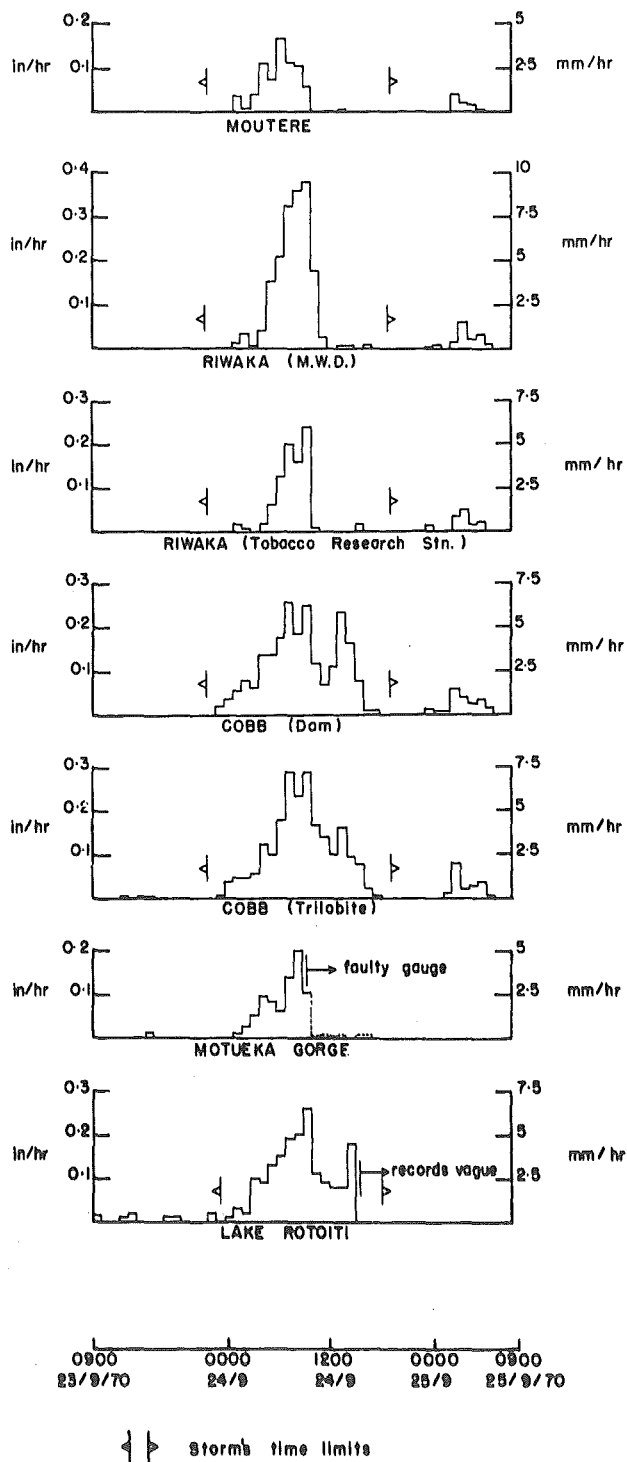 0·2 5
in/hr 0·1 2·5 mm/hr
MOUTERE
0·4 10
0·3 7·5
in/hr mm/hr
0·2 5
0·1 2·5
RIWAKA (M.W.D.)
0·3 7·5
0·2 5
in/hr mm/hr
0·1 2·5
RIWAKA (Tobacco Research Stn.)
0·3 7·5
0·2 5
in/hr mm/hr
0·1 2·5
COBB (Dam)
0·3 7·5
0·2 5
in/hr mm/hr
0·1 2·5
COBB (Trilobite)
0·2 5
faulty gauge
in/hr 0·1 2·5 mm/hr
MOTUEKA GORGE
0·3 7·5
0·2 5
in/hr mm/hr
records vague
0·1 2·5
LAKE ROTOITI
0900 0000 1200 0000 0900
23/9/70 24/9 24/9 25/9 25/9/70
Storm's time limits